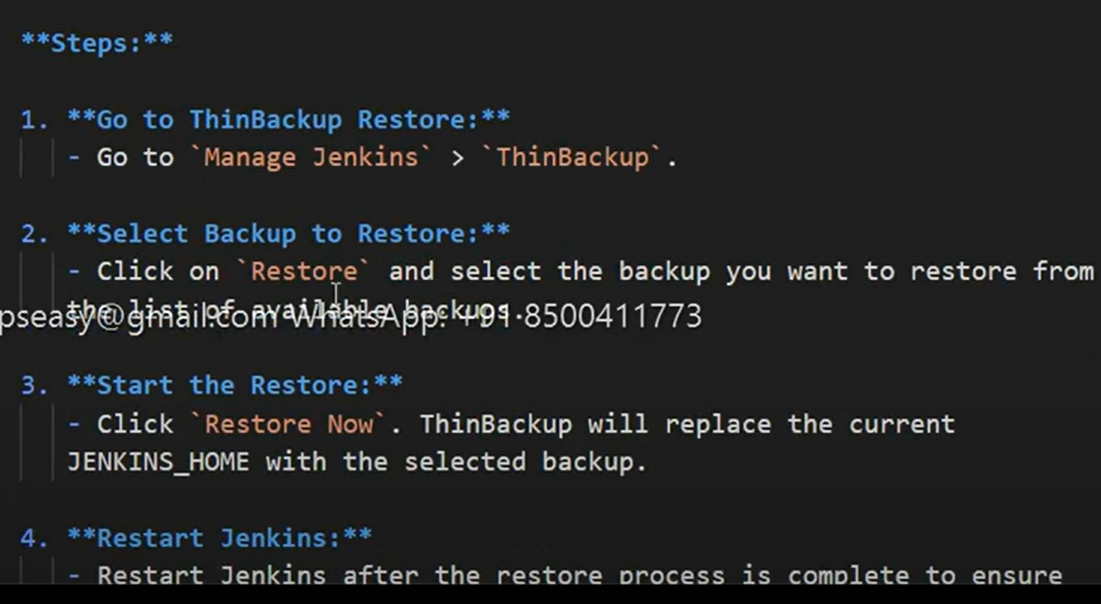 **Steps:**
1. **Go to ThinBackup Restore:**
- Go to `Manage Jenkins` > `ThinBackup`.
2. **Select Backup to Restore:**
- Click on `Restore` and select the backup you want to restore from
the list of available backups.
pseasy@gmail.com WhatsApp: +91 8500411773
3. **Start the Restore:**
- Click `Restore Now`. ThinBackup will replace the current
JENKINS_HOME with the selected backup.
4. **Restart Jenkins:**
- Restart Jenkins after the restore process is complete to ensure